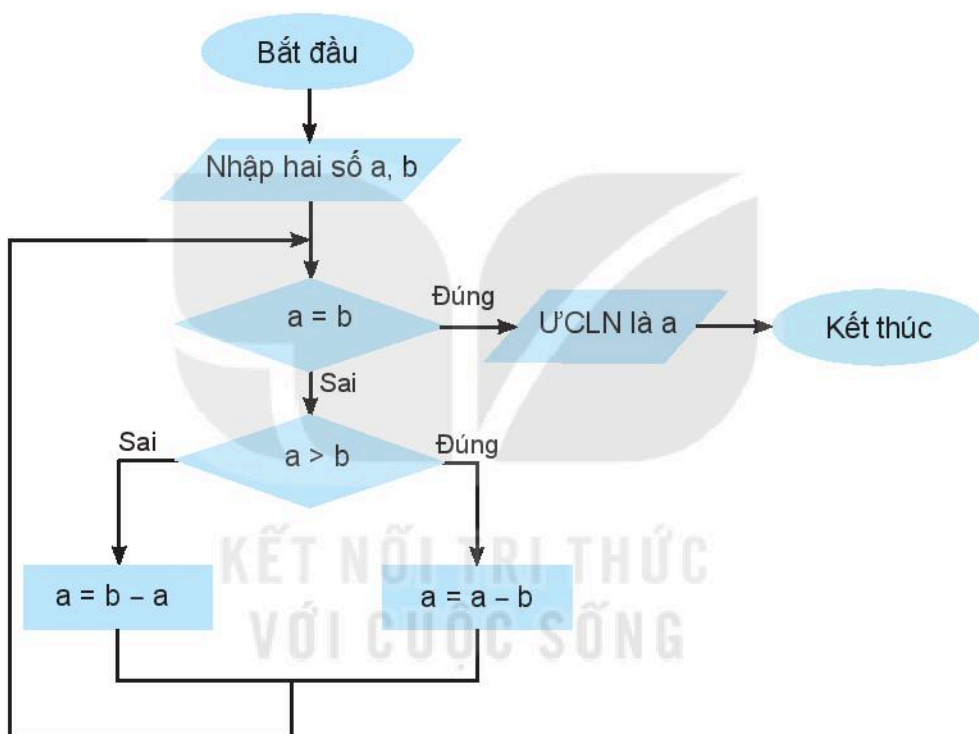 Bắt đầu
Nhập hai số a, b
a = b
Đúng
ƯCLN là a
Kết thúc
Sai
a > b
Sai
Đúng
a = b – a
a = a – b
KẾT NỐI TRI THỨC
VỚI CUỘC SỐNG